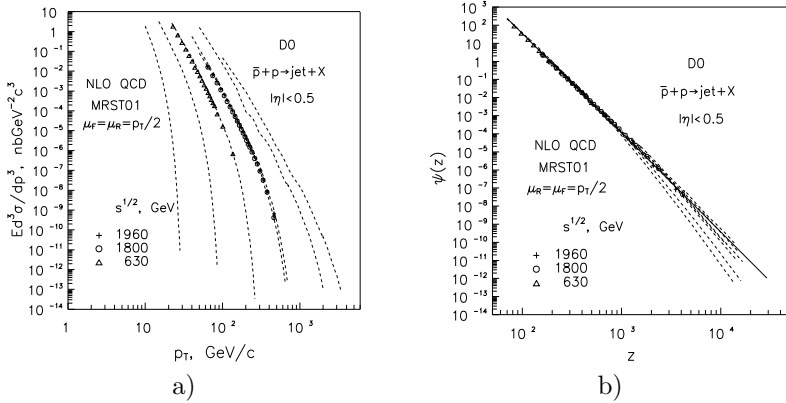 10
1
10⁻¹
10⁻²
10⁻³
10⁻⁴
10⁻⁵
10⁻⁶
10⁻⁷
10⁻⁸
10⁻⁹
10⁻¹⁰
10⁻¹¹
10⁻¹²
10⁻¹³
10⁻¹⁴
Ed³σ/dp³, nbGeV⁻²c³
D0
p̄+p→jet+X
|η|<0.5
NLO QCD
MRST01
μF=μR=pT/2
s¹/², GeV
+ 1960
○ 1800
△ 630
1 10 10² 10³
pT, GeV/c
a)
10³
10²
10
1
10⁻¹
10⁻²
10⁻³
10⁻⁴
10⁻⁵
10⁻⁶
10⁻⁷
10⁻⁸
10⁻⁹
10⁻¹⁰
10⁻¹¹
10⁻¹²
10⁻¹³
10⁻¹⁴
ψ(z)
D0
p̄+p→jet+X
|η|<0.5
NLO QCD
MRST01
μR=μF=pT/2
s¹/², GeV
+ 1960
○ 1800
△ 630
10² 10³ 10⁴
z
b)